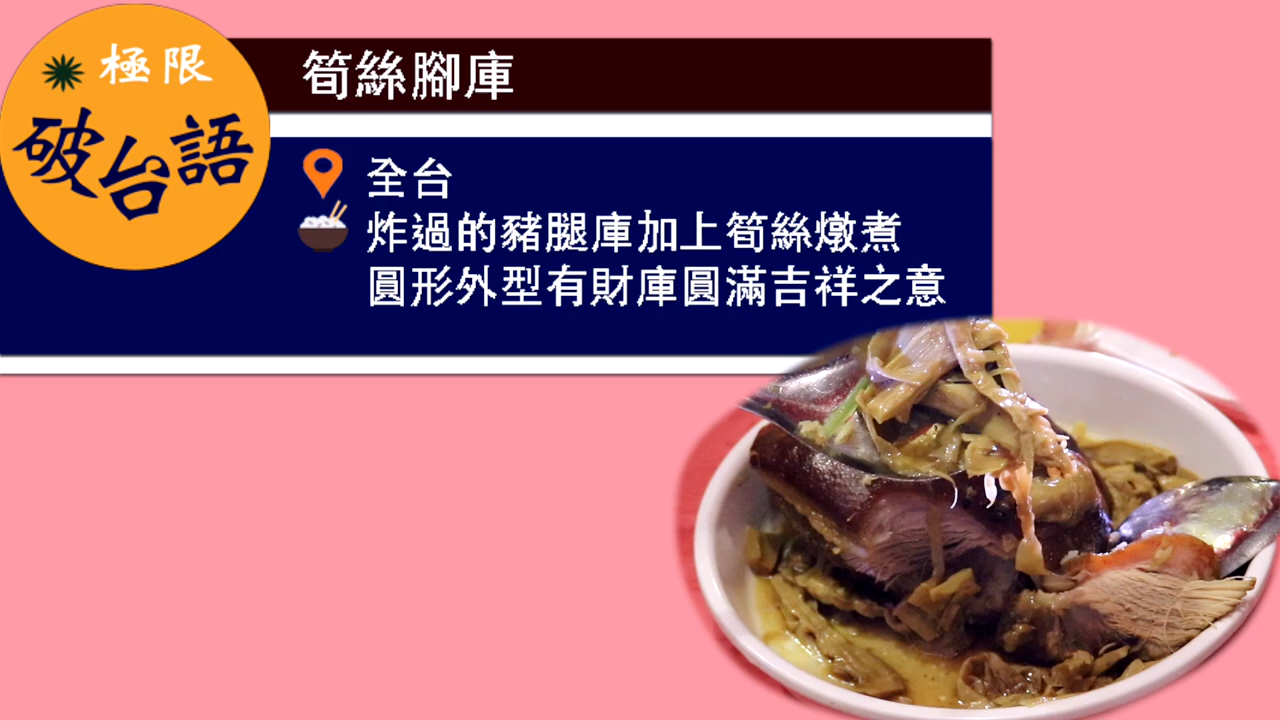 極限
破台語
筍絲腳庫
全台
炸過的豬腿庫加上筍絲燉煮
圓形外型有財庫圓滿吉祥之意